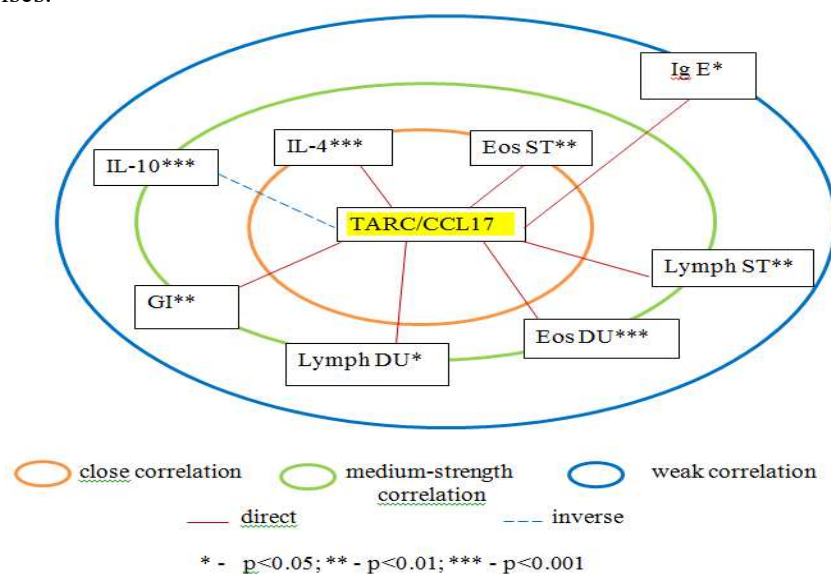 Ig E*
IL-4***
Eos ST**
IL-10***
TARC/CCL17
Lymph ST**
GI**
Eos DU***
Lymph DU*
close correlation
medium-strength
correlation
weak correlation
direct
inverse
* - p<0.05; ** - p<0.01; *** - p<0.001